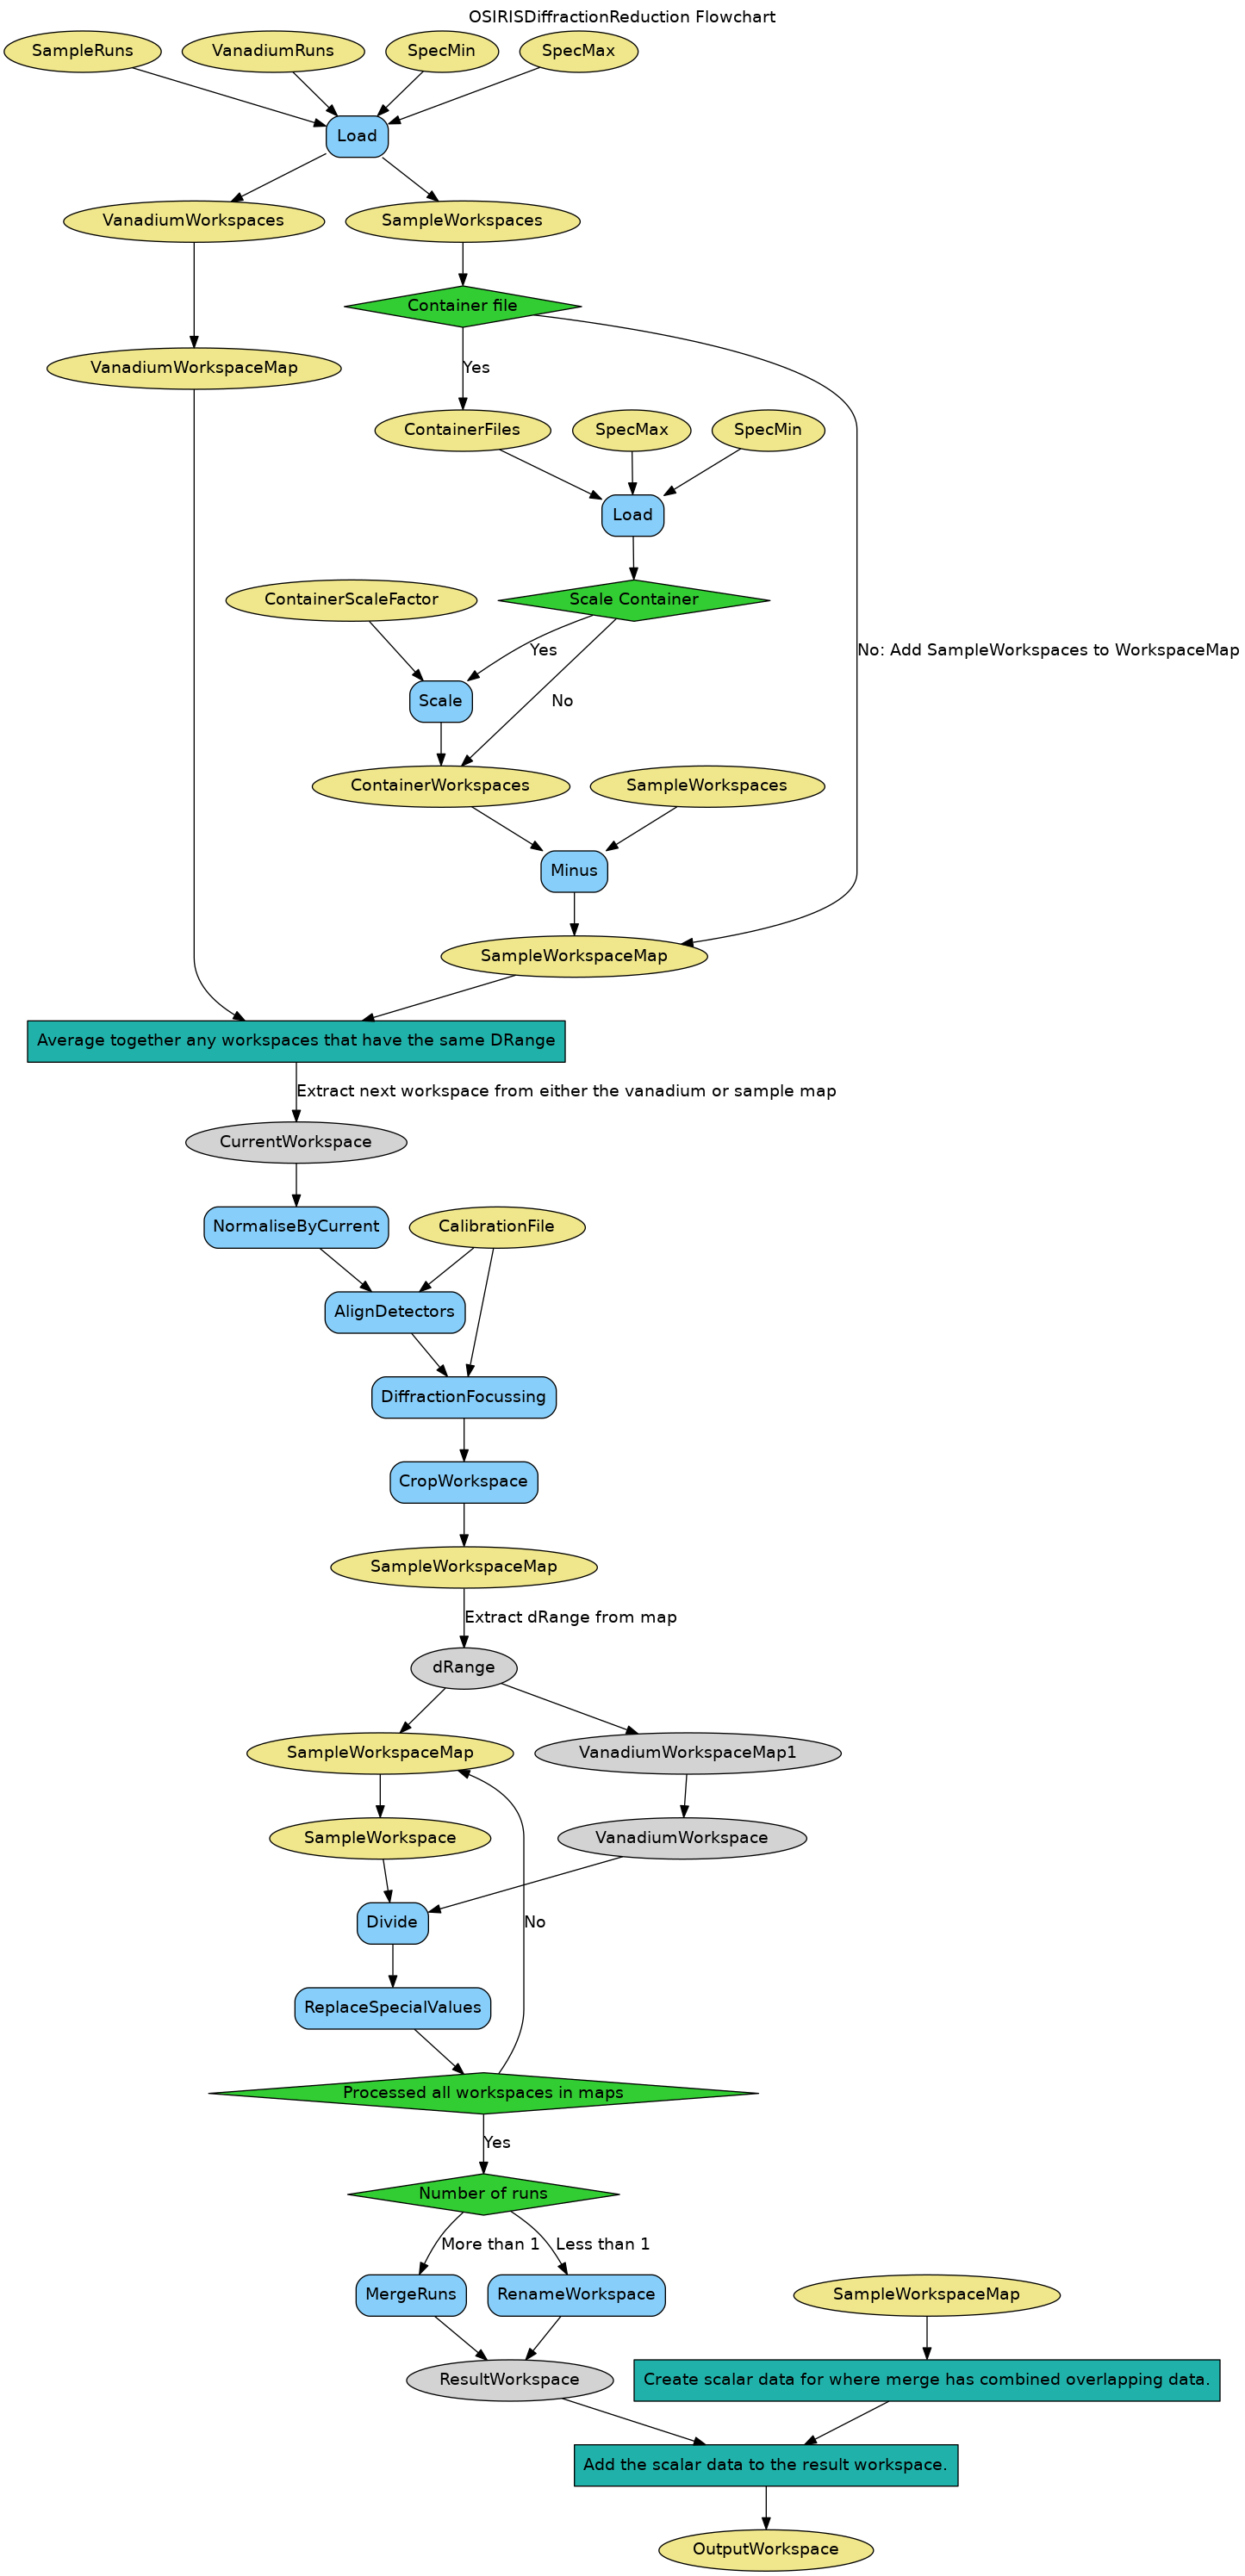 OSIRISDiffractionReduction Flowchart
SampleRuns
VanadiumRuns
SpecMin
SpecMax
Load
VanadiumWorkspaces
SampleWorkspaces
Container file
VanadiumWorkspaceMap
Yes
ContainerFiles
SpecMax
SpecMin
Load
ContainerScaleFactor
Scale Container
Yes
No: Add SampleWorkspaces to WorkspaceMap
Scale
No
ContainerWorkspaces
SampleWorkspaces
Minus
SampleWorkspaceMap
Average together any workspaces that have the same DRange
Extract next workspace from either the vanadium or sample map
CurrentWorkspace
NormaliseByCurrent
CalibrationFile
AlignDetectors
DiffractionFocussing
CropWorkspace
SampleWorkspaceMap
Extract dRange from map
dRange
SampleWorkspaceMap
VanadiumWorkspaceMap1
SampleWorkspace
VanadiumWorkspace
Divide
No
ReplaceSpecialValues
Processed all workspaces in maps
Yes
Number of runs
More than 1
Less than 1
MergeRuns
RenameWorkspace
SampleWorkspaceMap
ResultWorkspace
Create scalar data for where merge has combined overlapping data.
Add the scalar data to the result workspace.
OutputWorkspace